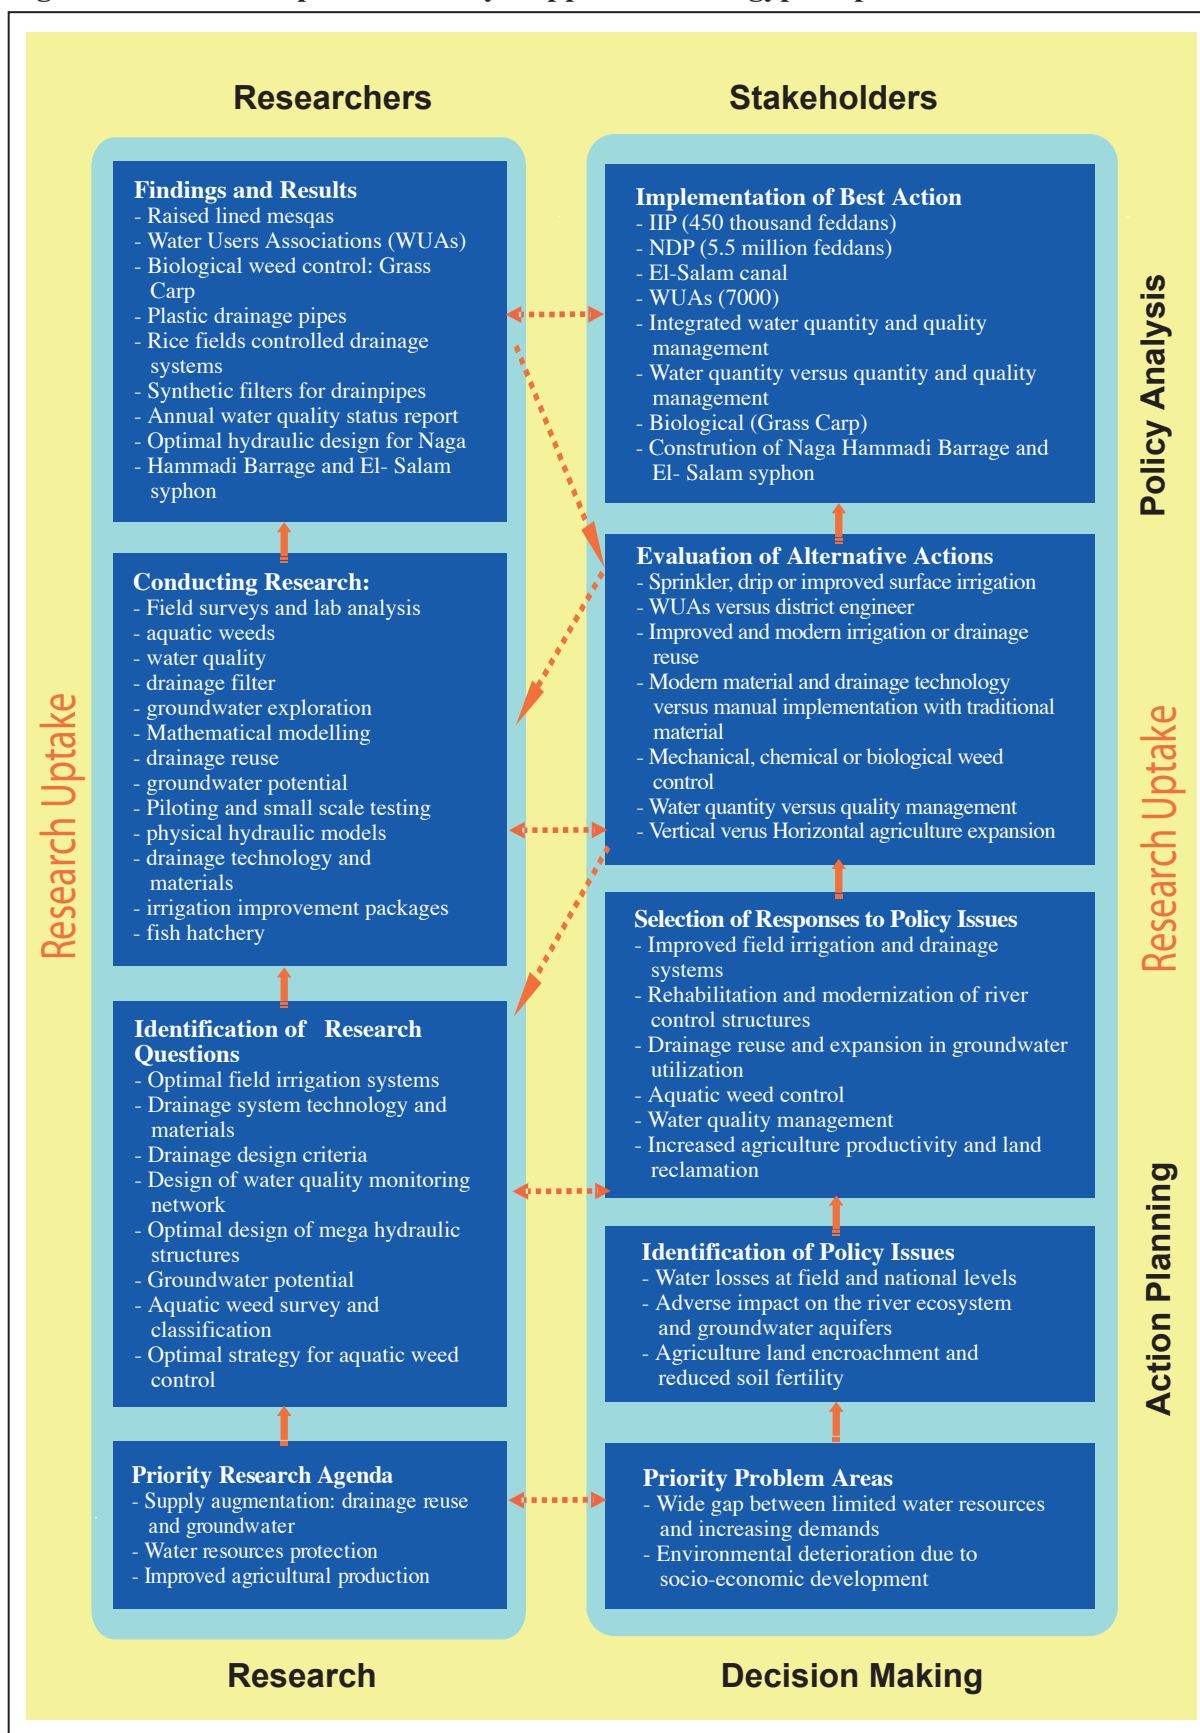 Researchers
Findings and Results
- Raised lined mesqas
- Water Users Associations (WUAs)
- Biological weed control: Grass
Carp
- Plastic drainage pipes
- Rice fields controlled drainage
systems
- Synthetic filters for drainpipes
- Annual water quality status report
- Optimal hydraulic design for Naga
- Hammadi Barrage and El- Salam
syphon
Conducting Research:
- Field surveys and lab analysis
- aquatic weeds
- water quality
- drainage filter
- groundwater exploration
- Mathematical modelling
- drainage reuse
- groundwater potential
- Piloting and small scale testing
- physical hydraulic models
- drainage technology and
materials
- irrigation improvement packages
- fish hatchery
Identification of Research
Questions
- Optimal field irrigation systems
- Drainage system technology and
materials
- Drainage design criteria
- Design of water quality monitoring
network
- Optimal design of mega hydraulic
structures
- Groundwater potential
- Aquatic weed survey and
classification
- Optimal strategy for aquatic weed
control
Priority Research Agenda
- Supply augmentation: drainage reuse
and groundwater
- Water resources protection
- Improved agricultural production
Research
Research Uptake
Stakeholders
Implementation of Best Action
- IIP (450 thousand feddans)
- NDP (5.5 million feddans)
- El-Salam canal
- WUAs (7000)
- Integrated water quantity and quality
management
- Water quantity versus quantity and quality
management
- Biological (Grass Carp)
- Constrution of Naga Hammadi Barrage and
El- Salam syphon
Evaluation of Alternative Actions
- Sprinkler, drip or improved surface irrigation
- WUAs versus district engineer
- Improved and modern irrigation or drainage
reuse
- Modern material and drainage technology
versus manual implementation with traditional
material
- Mechanical, chemical or biological weed
control
- Water quantity versus quality management
- Vertical verus Horizontal agriculture expansion
Selection of Responses to Policy Issues
- Improved field irrigation and drainage
systems
- Rehabilitation and modernization of river
control structures
- Drainage reuse and expansion in groundwater
utilization
- Aquatic weed control
- Water quality management
- Increased agriculture productivity and land
reclamation
Identification of Policy Issues
- Water losses at field and national levels
- Adverse impact on the river ecosystem
and groundwater aquifers
- Agriculture land encroachment and
reduced soil fertility
Priority Problem Areas
- Wide gap between limited water resources
and increasing demands
- Environmental deterioration due to
socio-economic development
Decision Making
Policy Analysis
Research Uptake
Action Planning